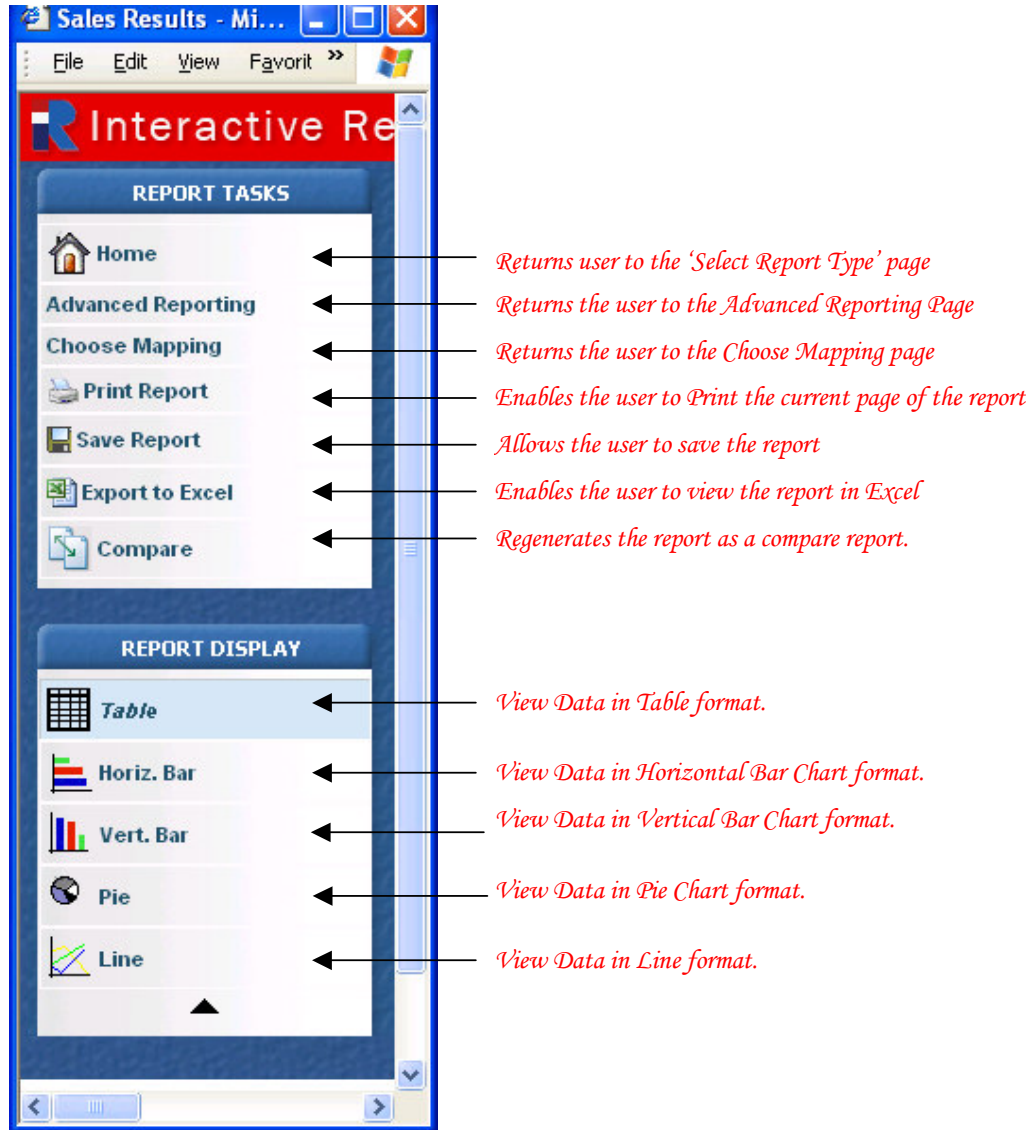 Sales Results - Mi...
File Edit View Favorit »
Interactive Re
REPORT TASKS
Home
Returns user to the ‘Select Report Type’ page
Advanced Reporting
Returns the user to the Advanced Reporting Page
Choose Mapping
Returns the user to the Choose Mapping page
Print Report
Enables the user to Print the current page of the report
Save Report
Allows the user to save the report
Export to Excel
Enables the user to view the report in Excel
Compare
Regenerates the report as a compare report.
REPORT DISPLAY
Table
View Data in Table format.
Horiz. Bar
View Data in Horizontal Bar Chart format.
Vert. Bar
View Data in Vertical Bar Chart format.
Pie
View Data in Pie Chart format.
Line
View Data in Line format.